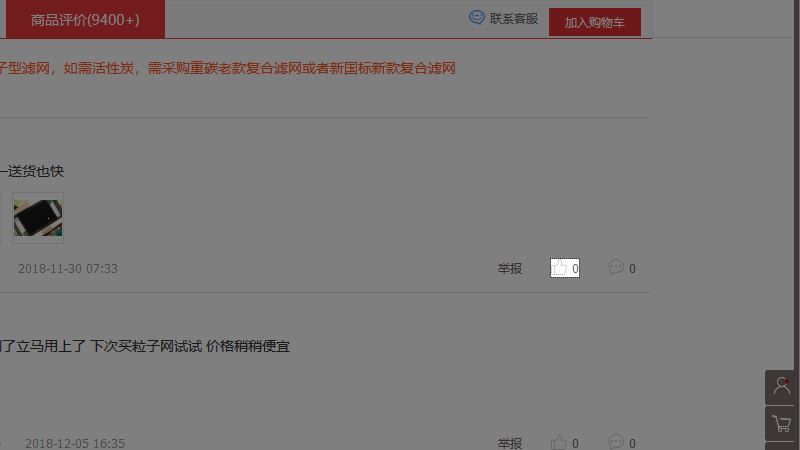 商品评价(9400+)
联系客服
加入购物车
子型滤网，如需活性炭，需采购重碳老款复合滤网或者新国标新款复合滤网
送货也快
2018-11-30 07:33
举报
0
0
了立马用上了 下次买粒子网试试 价格稍稍便宜
2018-12-05 16:35
举报
0
0